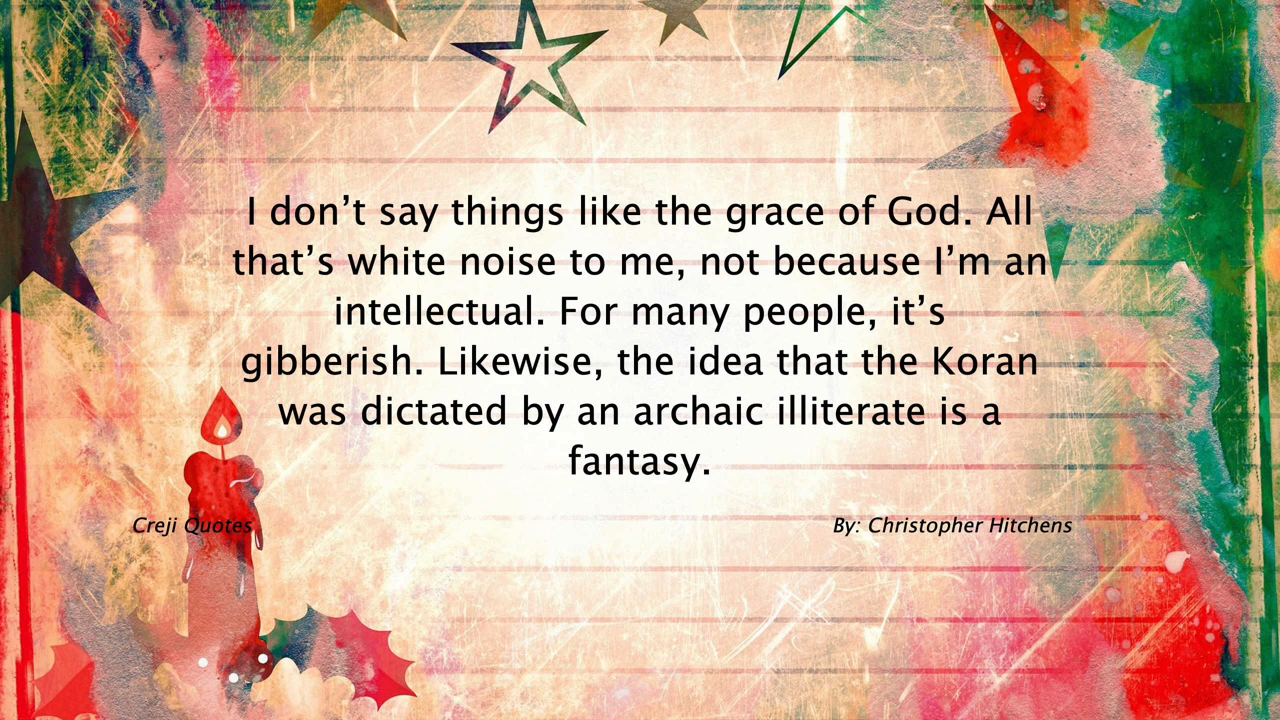 I don’t say things like the grace of God. All
that’s white noise to me, not because I’m an
intellectual. For many people, it’s
gibberish. Likewise, the idea that the Koran
was dictated by an archaic illiterate is a
fantasy.
Creji Quotes
By: Christopher Hitchens